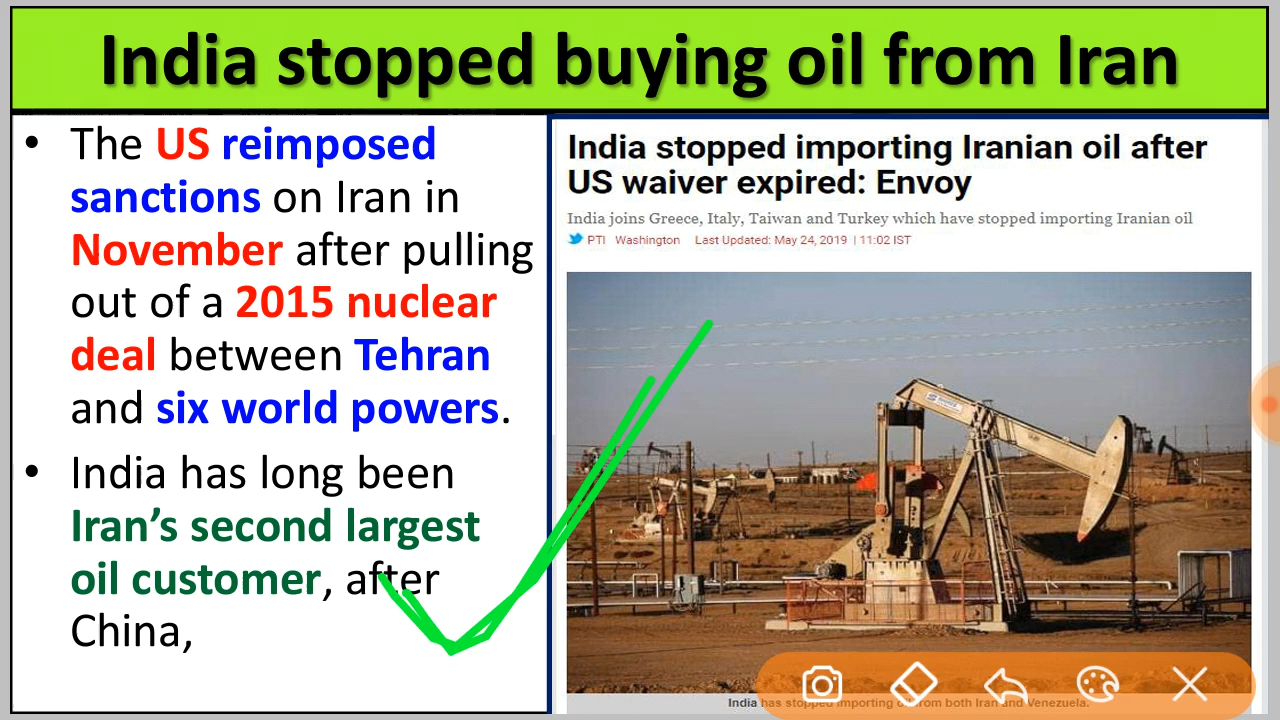 India stopped buying oil from Iran
• The US reimposed
sanctions on Iran in
November after pulling
out of a 2015 nuclear
deal between Tehran
and six world powers.
• India has long been
Iran’s second largest
oil customer, after
China,
India stopped importing Iranian oil after
US waiver expired: Envoy
India joins Greece, Italy, Taiwan and Turkey which have stopped importing Iranian oil
PTI Washington Last Updated: May 24, 2019 | 11:02 IST
India has stopped importing oil from both Iran and Venezuela.